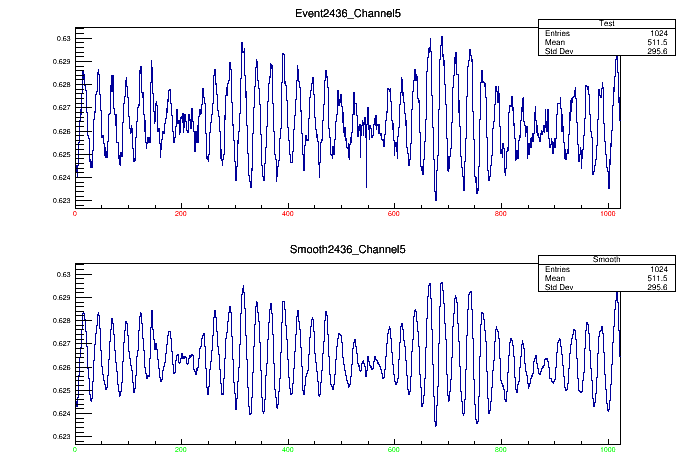 Event2436_Channel5
Test
Entries 1024
Mean 511.5
Std Dev 295.6
0.63
0.629
0.628
0.627
0.626
0.625
0.624
0.623
0 200 400 600 800 1000
Smooth2436_Channel5
Smooth
Entries 1024
Mean 511.5
Std Dev 295.6
0.63
0.629
0.628
0.627
0.626
0.625
0.624
0.623
0 200 400 600 800 1000